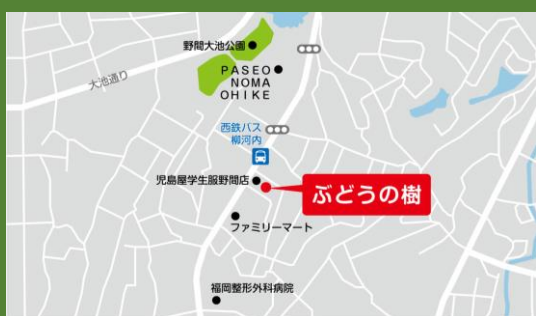 野間大池公園
大池通り
PASEO
NOMA
OHIKE
西鉄バス
柳河内
児島屋学生服野間店
ぶどうの樹
ファミリーマート
福岡整形外科病院